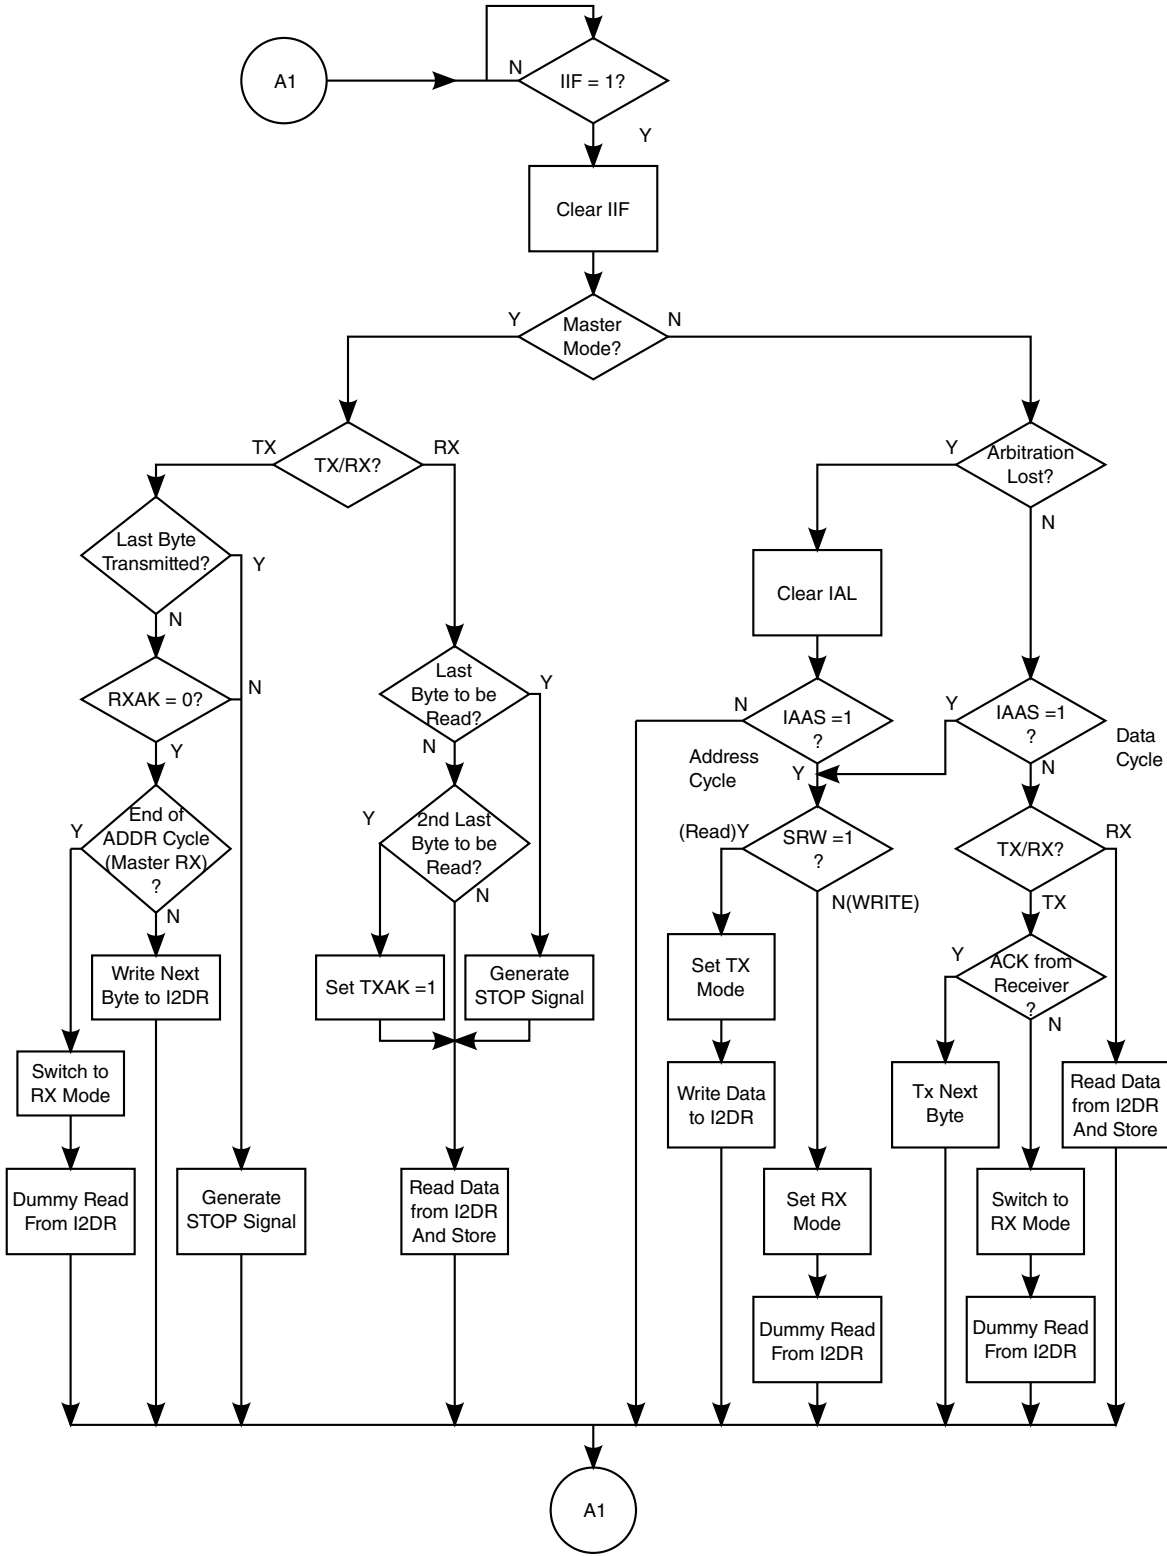 A1
N
IIF = 1?
Y
Clear IIF
Y
Master
Mode?
N
TX
TX/RX?
RX
Y
Arbitration
Lost?
N
Last Byte
Transmitted?
Y
N
Clear IAL
RXAK = 0?
N
Y
Last
Byte to be
Read?
Y
N
N
IAAS =1
?
Address
Cycle
Y
Y
IAAS =1
?
Data
Cycle
N
Y
End of
ADDR Cycle
(Master RX)
?
N
Y
2nd Last
Byte to be
Read?
N
(Read)Y
SRW =1
?
N(WRITE)
TX/RX?
RX
TX
Write Next
Byte to I2DR
Set TXAK =1
Generate
STOP Signal
Set TX
Mode
Y
ACK from
Receiver
?
N
Switch to
RX Mode
Write Data
to I2DR
Tx Next
Byte
Read Data
from I2DR
And Store
Dummy Read
From I2DR
Generate
STOP Signal
Read Data
from I2DR
And Store
Set RX
Mode
Switch to
RX Mode
Dummy Read
From I2DR
Dummy Read
From I2DR
A1